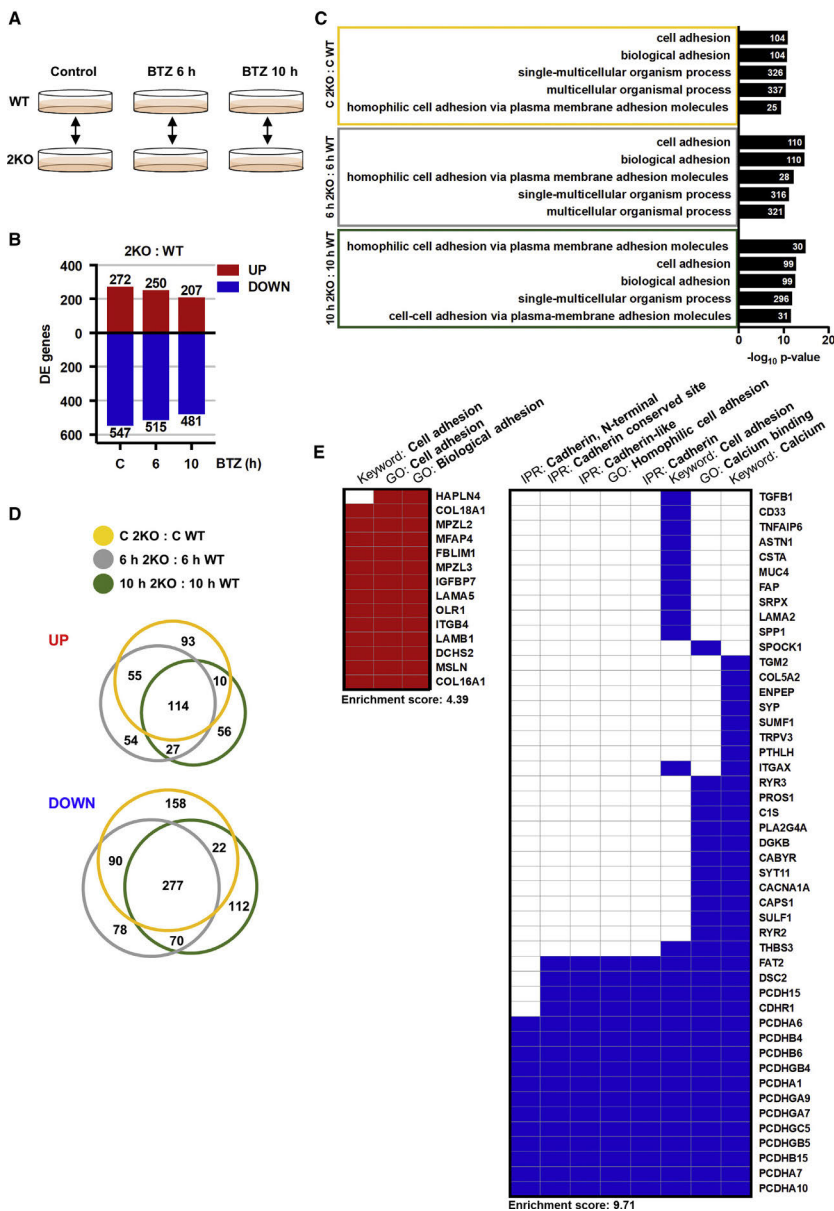 A
Control
BTZ 6 h
BTZ 10 h
WT
2KO
B
2KO : WT
UP
DOWN
400
200
0
200
400
600
DE genes
272
250
207
547
515
481
C
6
10
BTZ (h)
C
C 2KO : C WT
cell adhesion
104
biological adhesion
104
single-multicellular organism process
326
multicellular organismal process
337
homophilic cell adhesion via plasma membrane adhesion molecules
25
6 h 2KO : 6 h WT
cell adhesion
110
biological adhesion
110
homophilic cell adhesion via plasma membrane adhesion molecules
28
single-multicellular organism process
316
multicellular organismal process
321
10 h 2KO : 10 h WT
homophilic cell adhesion via plasma membrane adhesion molecules
30
cell adhesion
99
biological adhesion
99
single-multicellular organism process
296
cell-cell adhesion via plasma-membrane adhesion molecules
31
0
10
20
-log10 p-value
D
C 2KO : C WT
6 h 2KO : 6 h WT
10 h 2KO : 10 h WT
UP
93
55
10
114
54
27
56
DOWN
158
90
22
277
112
78
70
E
Keyword: Cell adhesion
GO: Cell adhesion
GO: Biological adhesion
HAPLN4
COL18A1
MPZL2
MFAP4
FBLIM1
MPZL3
IGFBP7
LAMA5
OLR1
ITGB4
LAMB1
DCHS2
MSLN
COL16A1
Enrichment score: 4.39
IPR: Cadherin, N-terminal
IPR: Cadherin conserved site
IPR: Cadherin-like
GO: Homophilic cell adhesion
IPR: Cadherin
Keyword: Cell adhesion
GO: Calcium binding
Keyword: Calcium
TGFB1
CD33
TNFAIP6
ASTN1
CSTA
MUC4
FAP
SRPX
LAMA2
SPP1
SPOCK1
TGM2
COL5A2
ENPEP
SYP
SUMF1
TRPV3
PTHLH
ITGAX
RYR3
PROS1
C1S
PLA2G4A
DGKB
CABYR
SYT11
CACNA1A
CAPS1
SULF1
RYR2
THBS3
FAT2
DSC2
PCDH15
CDHR1
PCDHA6
PCDHB4
PCDHB6
PCDHGB4
PCDHA1
PCDHGA9
PCDHGA7
PCDHGC5
PCDHGB5
PCDHB15
PCDHA7
PCDHA10
Enrichment score: 9.71